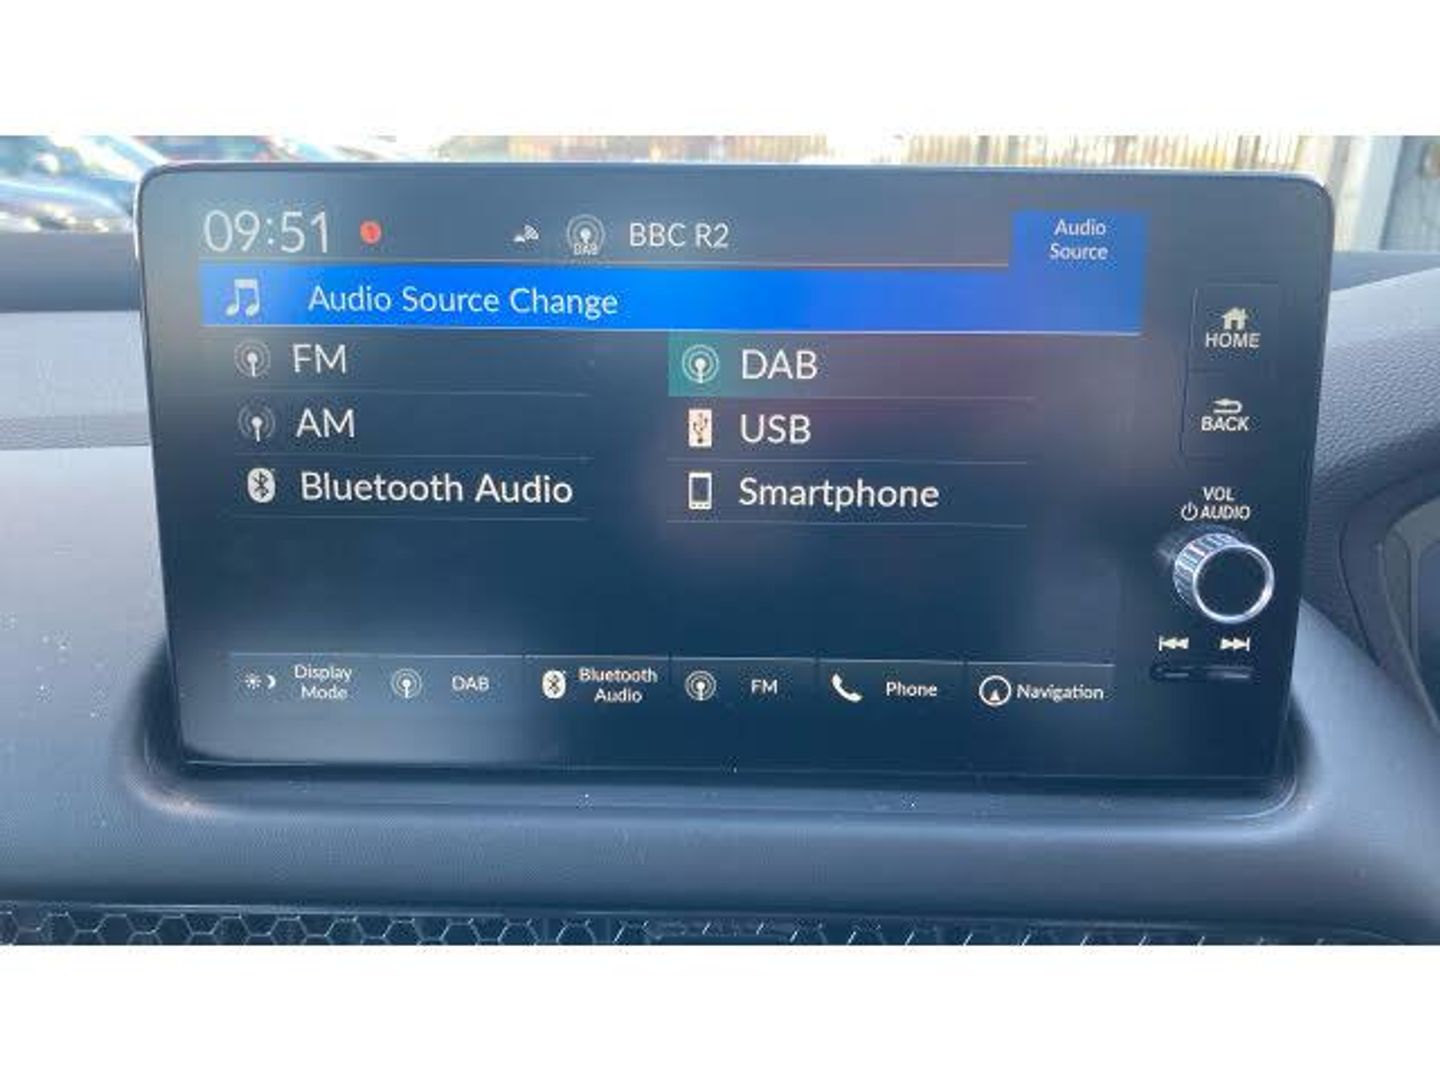 09:51 DAB BBC R2
Audio
Source
Audio Source Change
FM
DAB
AM
USB
Bluetooth Audio
Smartphone
HOME
BACK
VOL
AUDIO
Display
Mode
DAB
Bluetooth
Audio
FM
Phone
Navigation